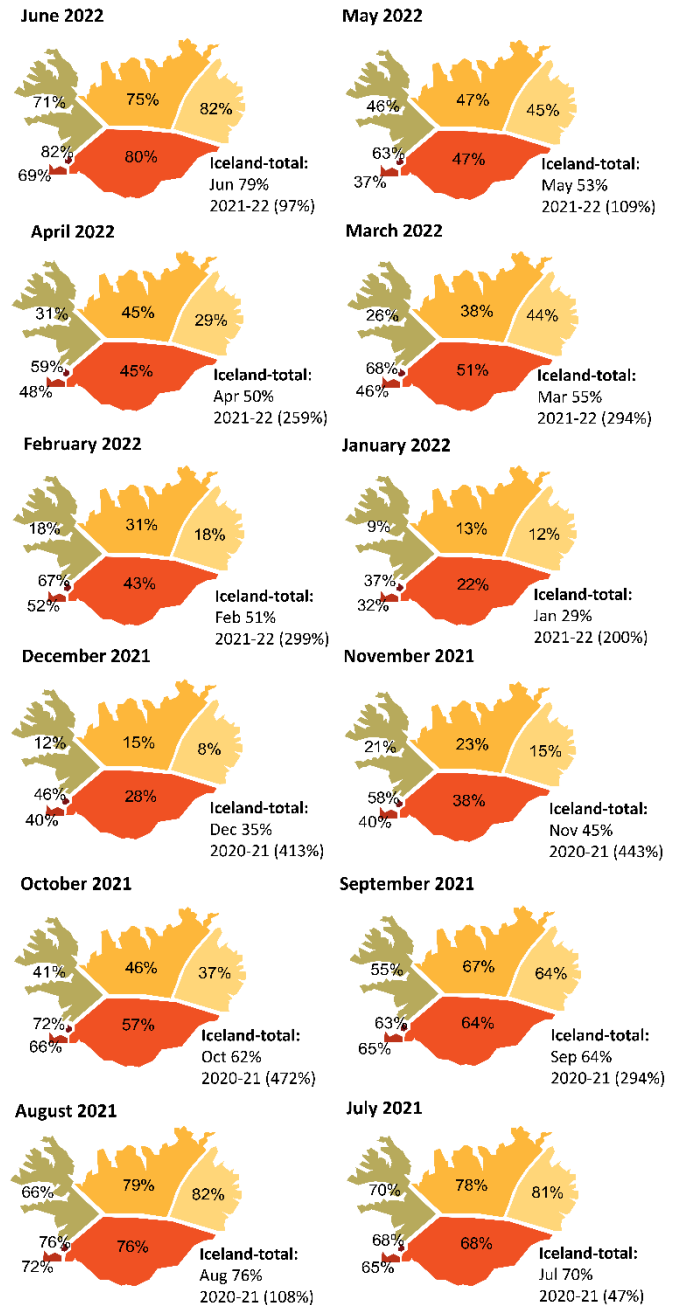 June 2022
71%
75%
82%
82%
80%
69%
Iceland-total:
Jun 79%
2021-22 (97%)
May 2022
46%
47%
45%
63%
47%
37%
Iceland-total:
May 53%
2021-22 (109%)
April 2022
31%
45%
29%
59%
45%
48%
Iceland-total:
Apr 50%
2021-22 (259%)
March 2022
26%
38%
44%
68%
51%
46%
Iceland-total:
Mar 55%
2021-22 (294%)
February 2022
18%
31%
18%
67%
43%
52%
Iceland-total:
Feb 51%
2021-22 (299%)
January 2022
9%
13%
12%
37%
22%
32%
Iceland-total:
Jan 29%
2021-22 (200%)
December 2021
12%
15%
8%
46%
28%
40%
Iceland-total:
Dec 35%
2020-21 (413%)
November 2021
21%
23%
15%
58%
38%
40%
Iceland-total:
Nov 45%
2020-21 (443%)
October 2021
41%
46%
37%
72%
57%
66%
Iceland-total:
Oct 62%
2020-21 (472%)
September 2021
55%
67%
64%
63%
64%
65%
Iceland-total:
Sep 64%
2020-21 (294%)
August 2021
66%
79%
82%
76%
76%
72%
Iceland-total:
Aug 76%
2020-21 (108%)
July 2021
70%
78%
81%
68%
68%
65%
Iceland-total:
Jul 70%
2020-21 (47%)